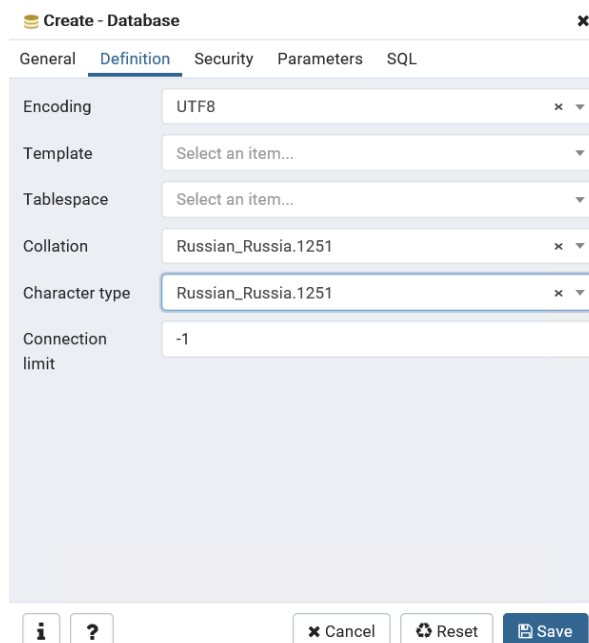 Create - Database
General Definition Security Parameters SQL
Encoding UTF8
Template Select an item...
Tablespace Select an item...
Collation Russian_Russia.1251
Character type Russian_Russia.1251
Connection limit -1
Cancel Reset Save